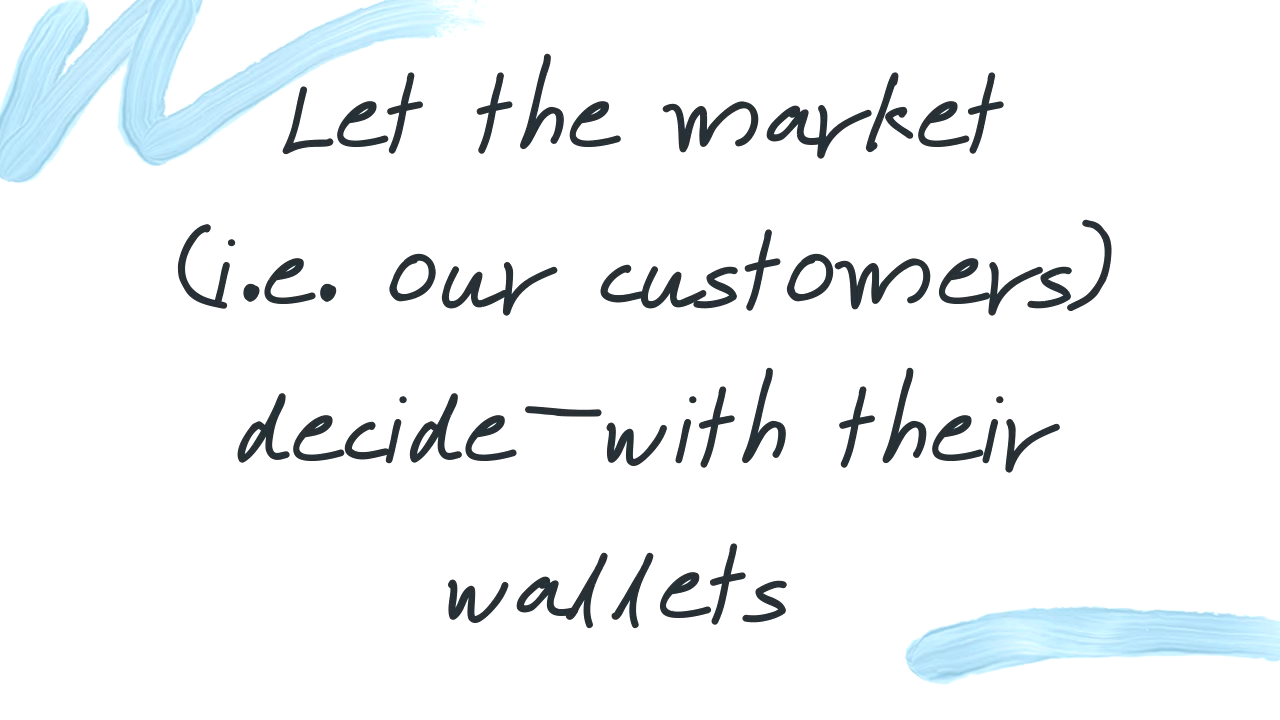 Let the market
(i.e. our customers)
decide—with their
wallets